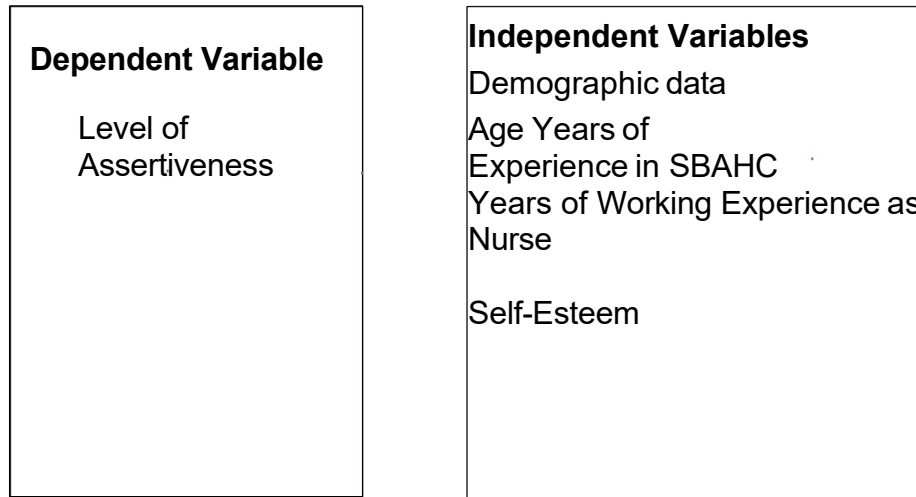 Dependent Variable
Level of
Assertiveness
Independent Variables
Demographic data
Age Years of
Experience in SBAHC
Years of Working Experience as
Nurse
Self-Esteem